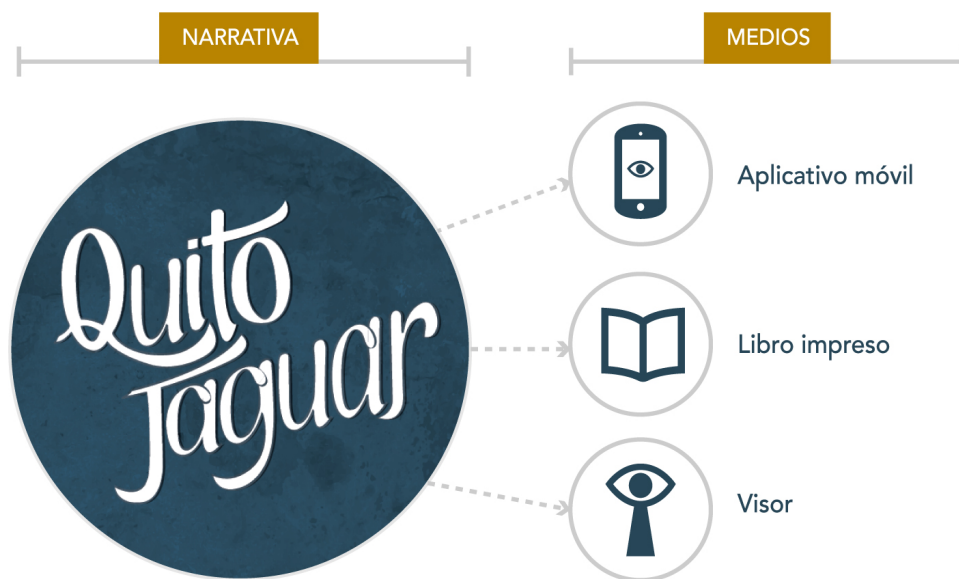 NARRATIVA
MEDIOS
Quito
Jaguar
Aplicativo móvil
Libro impreso
Visor